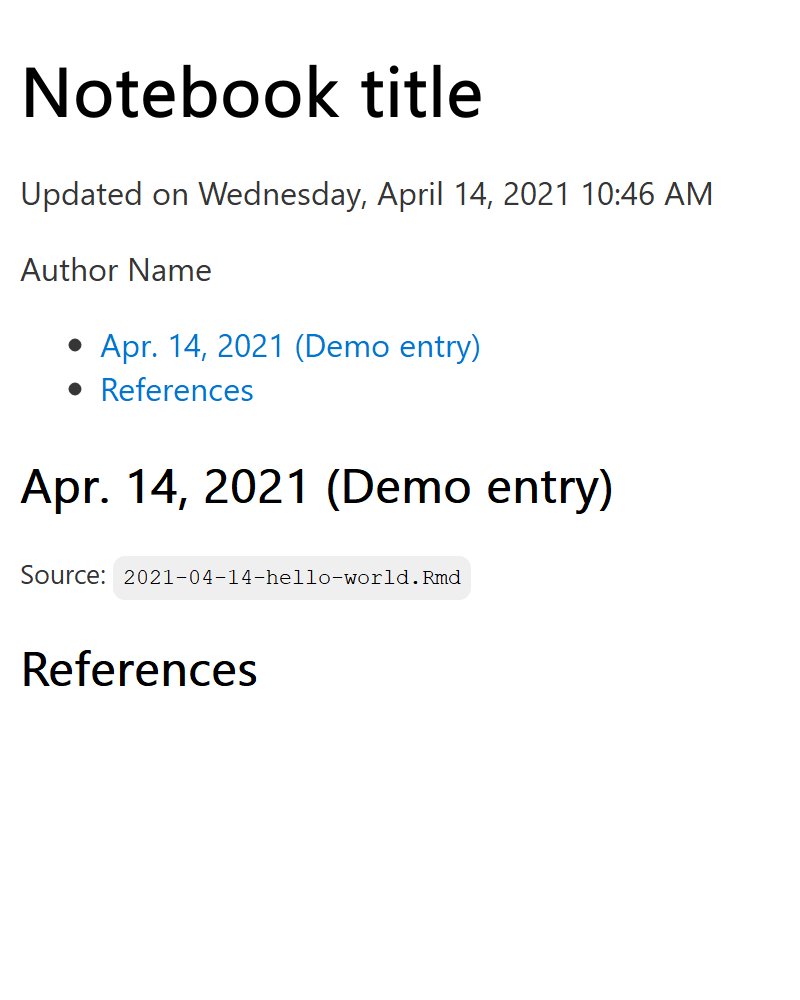 Notebook title
Updated on Wednesday, April 14, 2021 10:46 AM
Author Name
Apr. 14, 2021 (Demo entry)
References
Apr. 14, 2021 (Demo entry)
Source: 2021-04-14-hello-world.Rmd
References